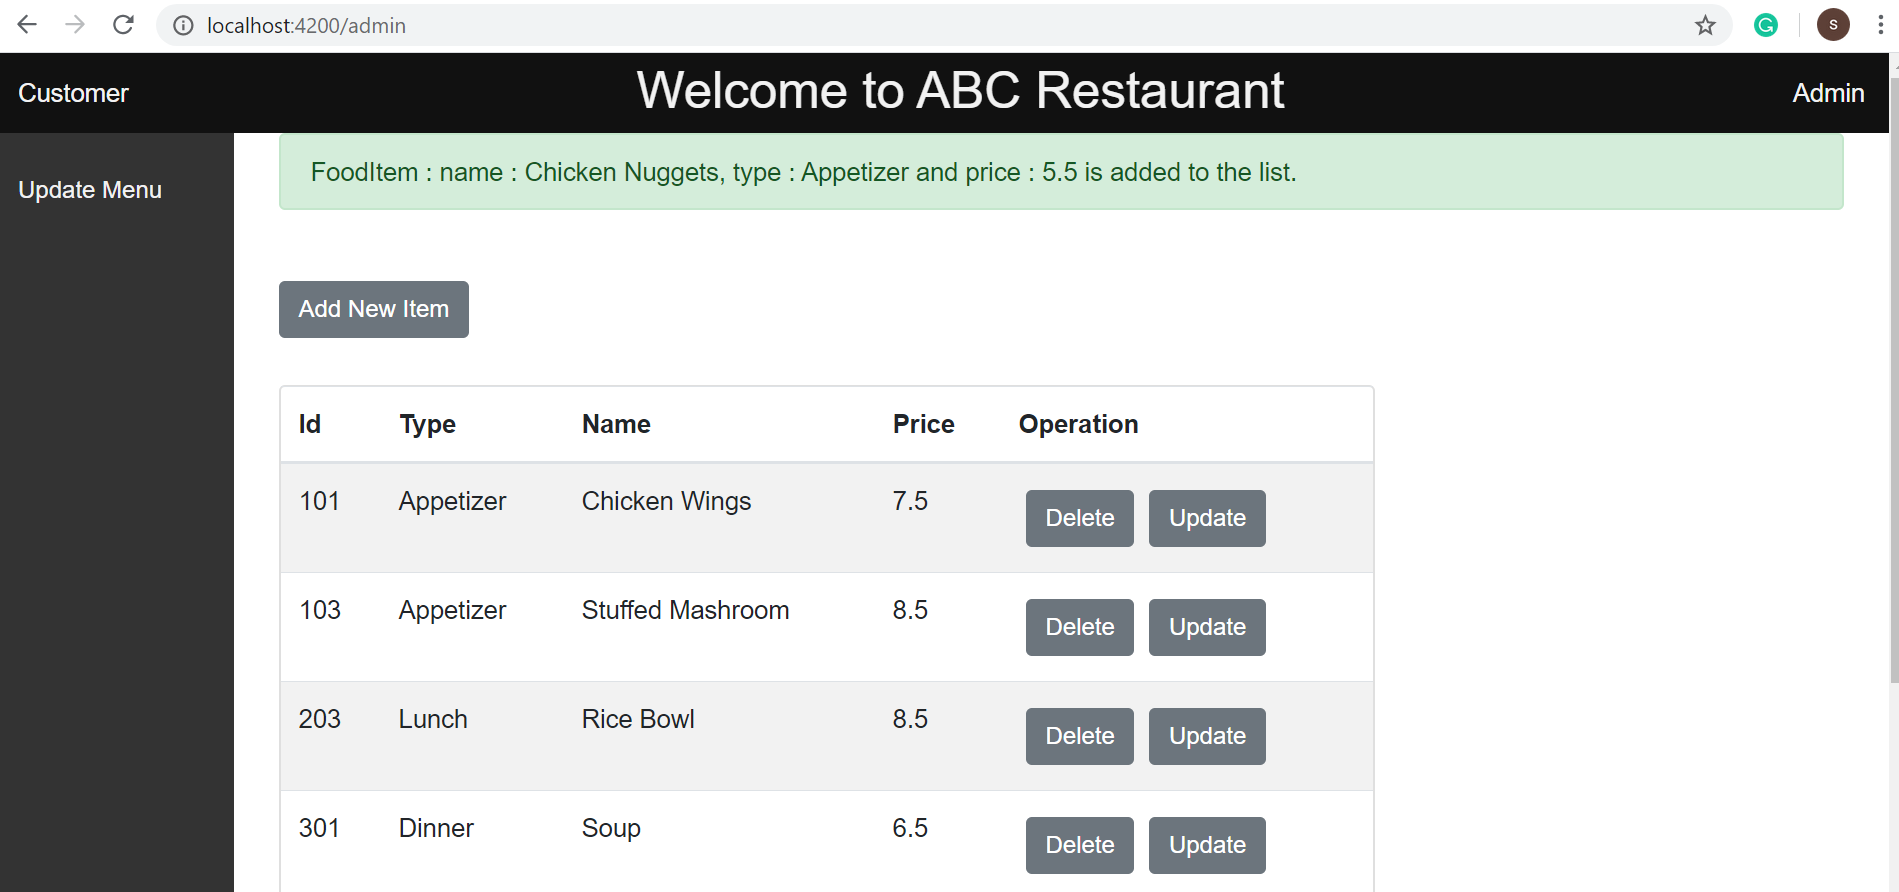 localhost:4200/admin
S
Customer
Welcome to ABC Restaurant
Admin
Update Menu
FoodItem : name : Chicken Nuggets, type : Appetizer and price : 5.5 is added to the list.
Add New Item
Id Type Name Price Operation
101 Appetizer Chicken Wings 7.5 Delete Update
103 Appetizer Stuffed Mashroom 8.5 Delete Update
203 Lunch Rice Bowl 8.5 Delete Update
301 Dinner Soup 6.5 Delete Update